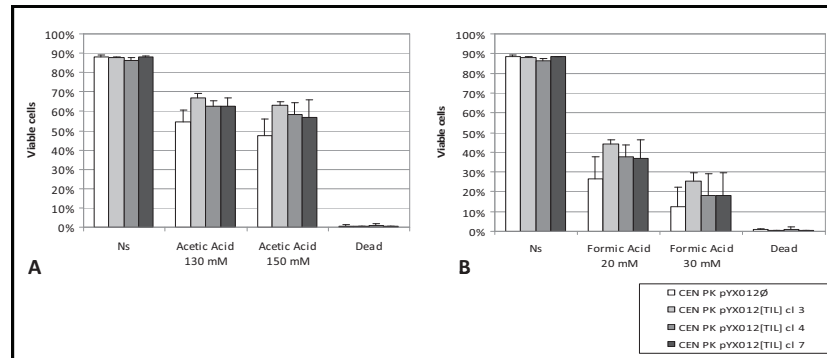 100%
90%
80%
70%
60%
50%
40%
30%
20%
10%
0%
Viable cells
Ns
Acetic Acid
130 mM
Acetic Acid
150 mM
Dead
A
100%
90%
80%
70%
60%
50%
40%
30%
20%
10%
0%
Viable cells
Ns
Formic Acid
20 mM
Formic Acid
30 mM
Dead
B
CEN PK pYX012Ø
CEN PK pYX012[TIL] cl 3
CEN PK pYX012[TIL] cl 4
CEN PK pYX012[TIL] cl 7